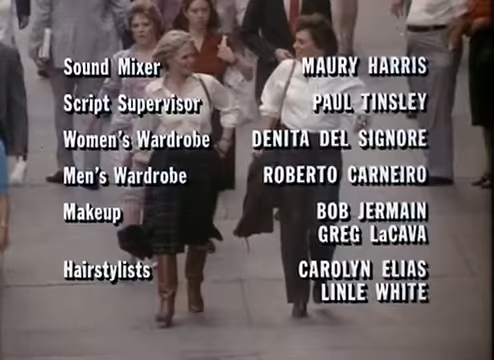 Sound Mixer MAURY HARRIS
Script Supervisor PAUL TINSLEY
Women's Wardrobe DENITA DEL SIGNORE
Men's Wardrobe ROBERTO CARNEIRO
Makeup BOB JERMAIN
GREG LaCAVA
Hairstylists CAROLYN ELIAS
LINLE WHITE